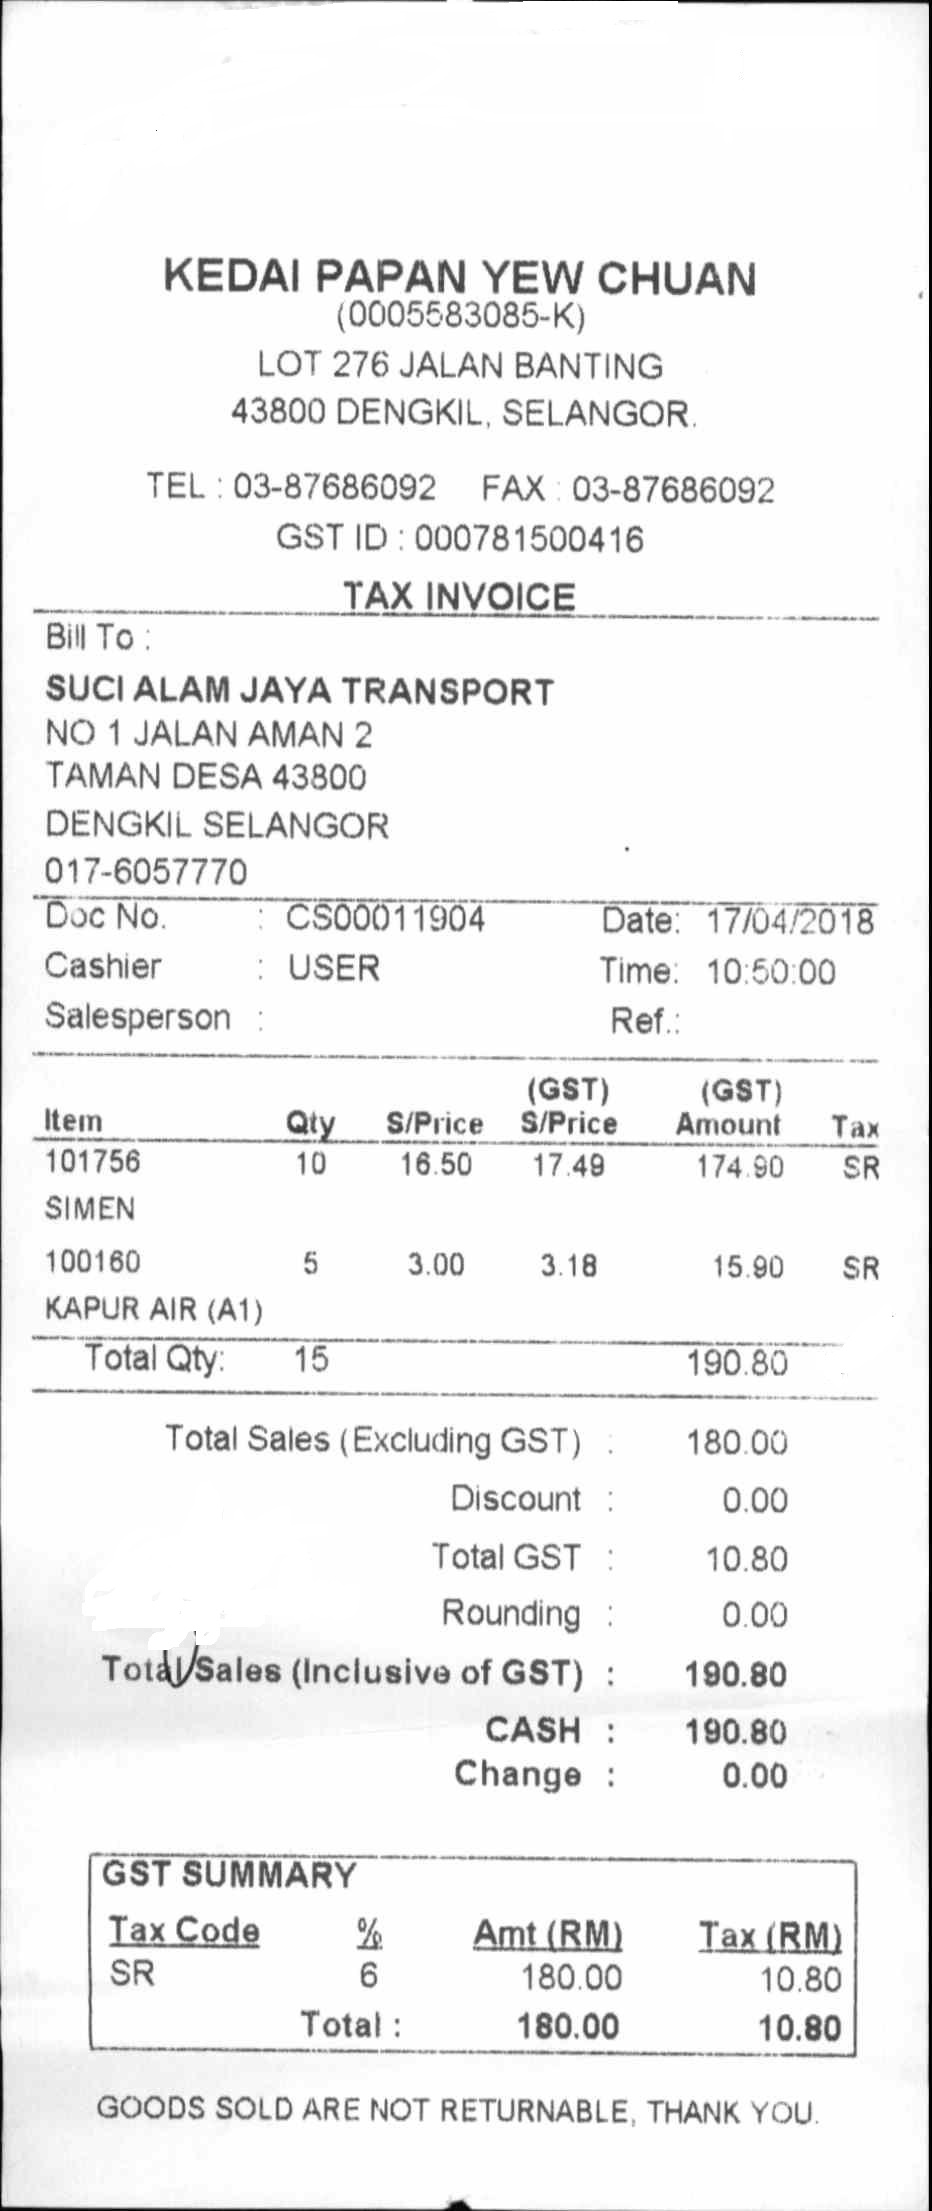 KEDAI PAPAN YEW CHUAN
(0005583085-K)
LOT 276 JALAN BANTING
43800 DENGKIL, SELANGOR.
TEL : 03-87686092 FAX : 03-87686092
GST ID : 000781500416
TAX INVOICE
Bill To :
SUCI ALAM JAYA TRANSPORT
NO 1 JALAN AMAN 2
TAMAN DESA 43800
DENGKIL SELANGOR
017-6057770
Doc No. : CS00011904 Date: 17/04/2018
Cashier : USER Time: 10:50:00
Salesperson : Ref.:
(GST) (GST)
Item Qty S/Price S/Price Amount Tax
101756 10 16.50 17.49 174.90 SR
SIMEN
100160 5 3.00 3.18 15.90 SR
KAPUR AIR (A1)
Total Qty: 15 190.80
Total Sales (Excluding GST) : 180.00
Discount : 0.00
Total GST : 10.80
Rounding : 0.00
Total Sales (Inclusive of GST) : 190.80
CASH : 190.80
Change : 0.00
GST SUMMARY
Tax Code % Amt (RM) Tax (RM)
SR 6 180.00 10.80
Total : 180.00 10.80
GOODS SOLD ARE NOT RETURNABLE, THANK YOU.